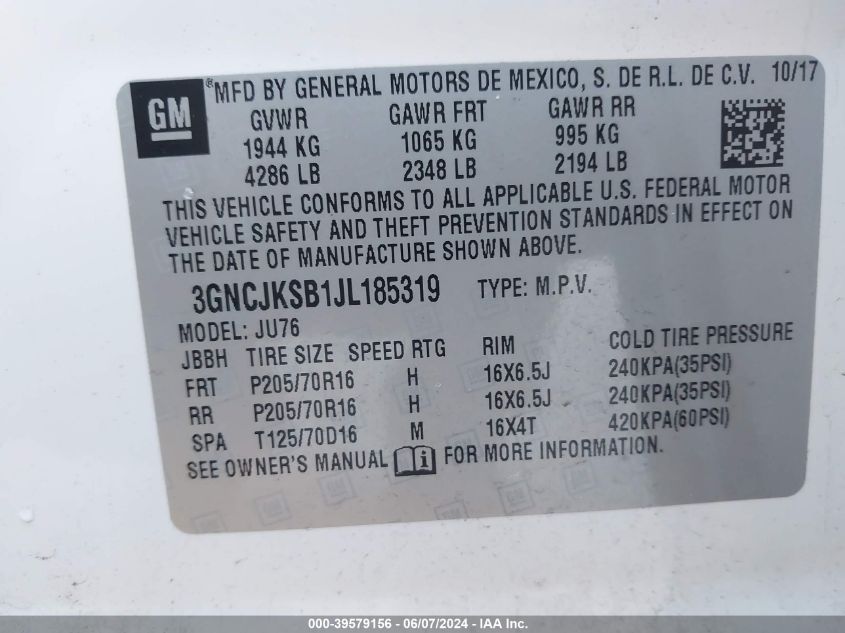 GM
®MFD BY GENERAL MOTORS DE MEXICO, S. DE R.L. DE C.V. 10/17
GVWR GAWR FRT GAWR RR
1944 KG 1065 KG 995 KG
4286 LB 2348 LB 2194 LB
THIS VEHICLE CONFORMS TO ALL APPLICABLE U.S. FEDERAL MOTOR
VEHICLE SAFETY AND THEFT PREVENTION STANDARDS IN EFFECT ON
THE DATE OF MANUFACTURE SHOWN ABOVE.
3GNCJKSB1JL185319 TYPE: M.P.V.
MODEL: JU76
JBBH TIRE SIZE SPEED RTG RIM COLD TIRE PRESSURE
FRT P205/70R16 H 16X6.5J 240KPA(35PSI)
RR P205/70R16 H 16X6.5J 240KPA(35PSI)
SPA T125/70D16 M 16X4T 420KPA(60PSI)
SEE OWNER'S MANUAL i FOR MORE INFORMATION.
000-39579156 - 06/07/2024 - IAA Inc.